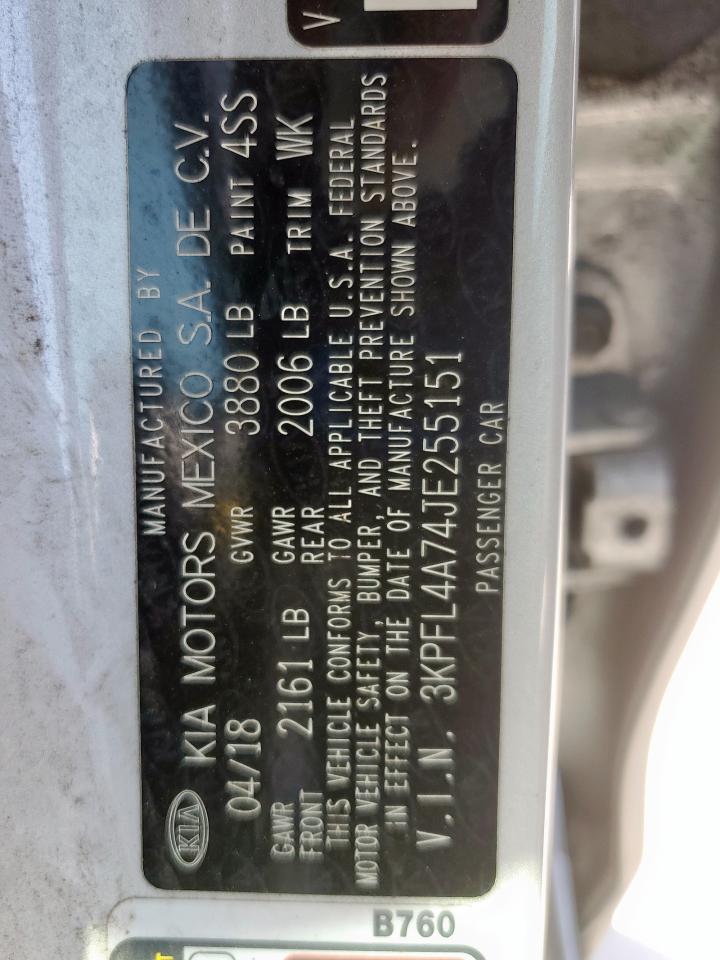 MANUFACTURED BY
KIA KIA MOTORS MEXICO S.A. DE C.V.
04/18 GVWR 3880 LB PAINT 4SS
GAWR FRONT 2161 LB GAWR REAR 2006 LB TRIM WK
THIS VEHICLE CONFORMS TO ALL APPLICABLE U.S.A. FEDERAL
MOTOR VEHICLE SAFETY, BUMPER, AND THEFT PREVENTION STANDARDS
IN EFFECT ON THE DATE OF MANUFACTURE SHOWN ABOVE.
V.I.N. 3KPFL4A74JE255151
PASSENGER CAR
B760
V